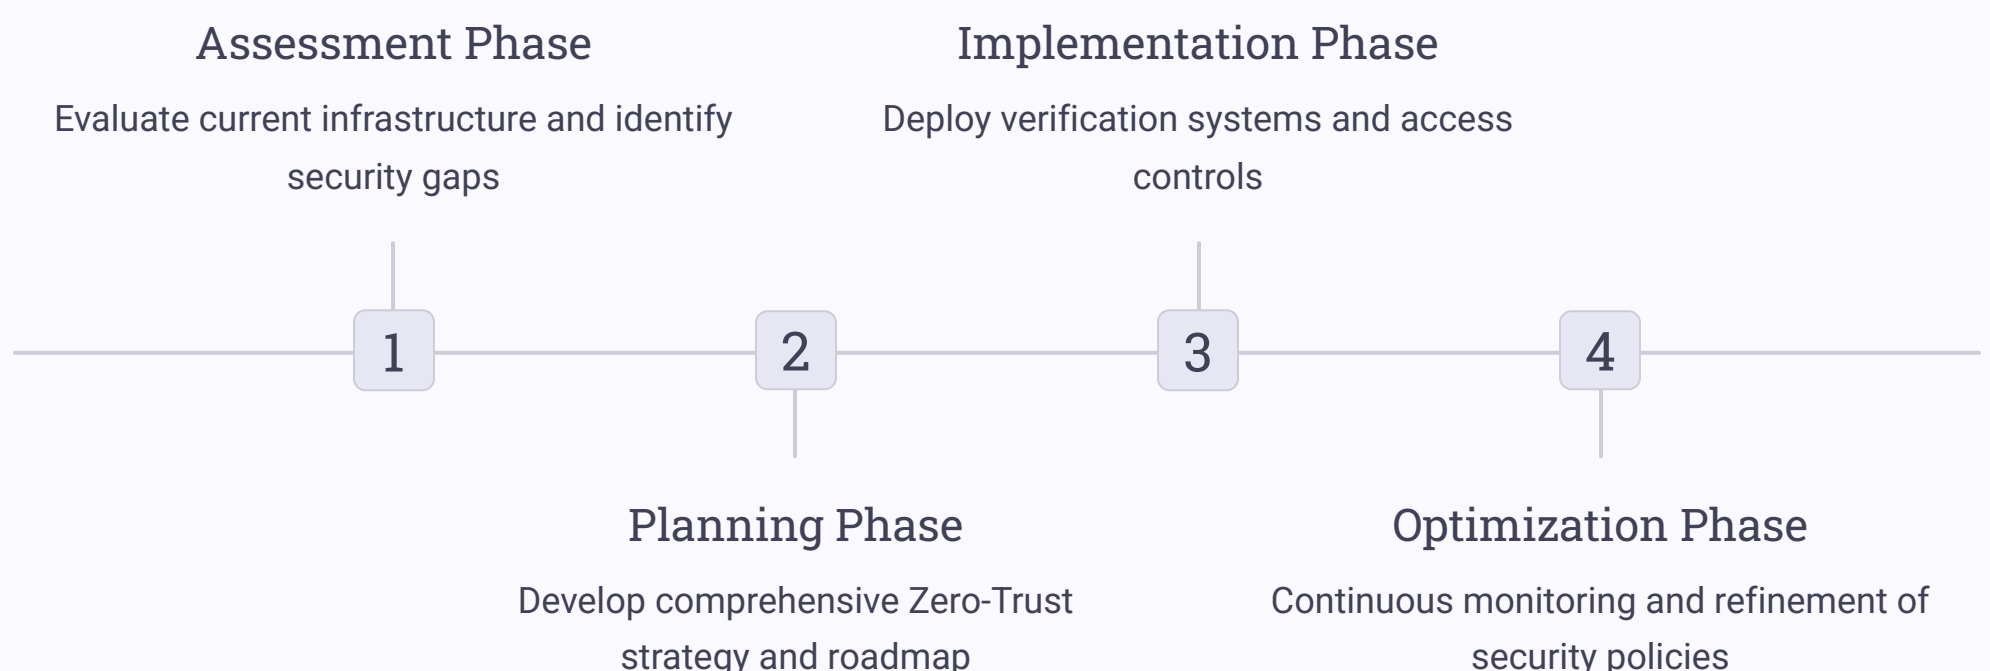 Assessment Phase
Evaluate current infrastructure and identify
security gaps
Implementation Phase
Deploy verification systems and access
controls
1
2
3
4
Planning Phase
Develop comprehensive Zero-Trust
strategy and roadmap
Optimization Phase
Continuous monitoring and refinement of
security policies